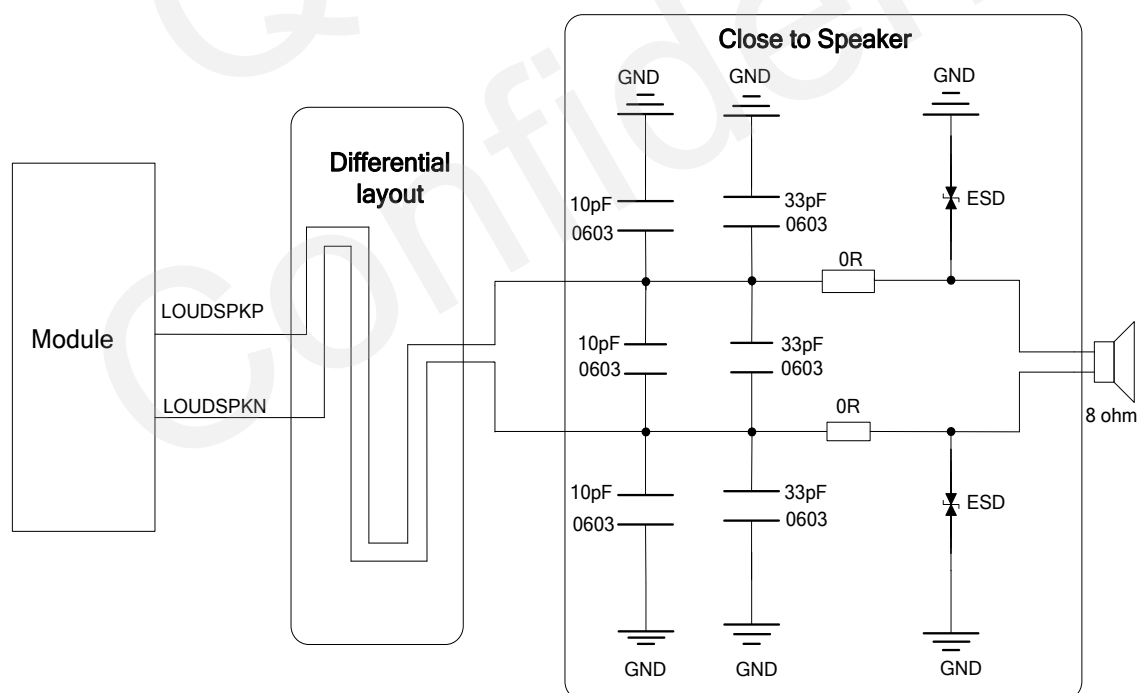 Close to Speaker
GND
GND
GND
Differential
layout
10pF
0603
33pF
0603
ESD
0R
LOUDSPKP
Module
10pF
0603
33pF
0603
LOUDSPKN
0R
8 ohm
10pF
0603
33pF
0603
ESD
GND
GND
GND